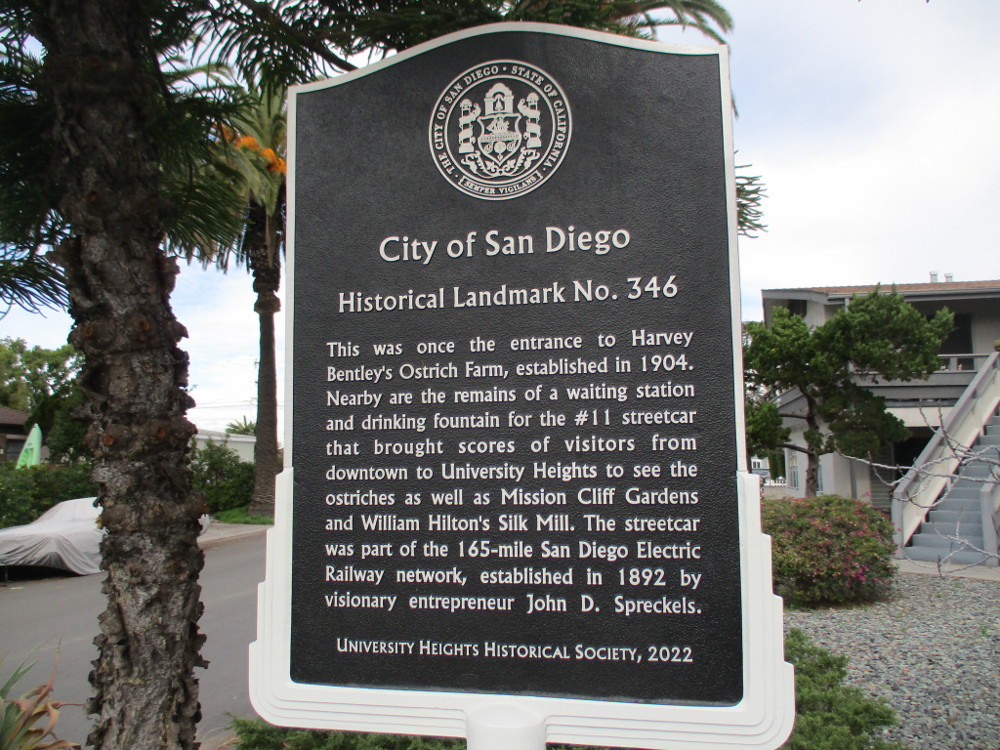 THE CITY OF SAN DIEGO • STATE OF CALIFORNIA
SEMPER VIGILANS
City of San Diego
Historical Landmark No. 346
This was once the entrance to Harvey
Bentley's Ostrich Farm, established in 1904.
Nearby are the remains of a waiting station
and drinking fountain for the #11 streetcar
that brought scores of visitors from
downtown to University Heights to see the
ostriches as well as Mission Cliff Gardens
and William Hilton's Silk Mill. The streetcar
was part of the 165-mile San Diego Electric
Railway network, established in 1892 by
visionary entrepreneur John D. Spreckels.
UNIVERSITY HEIGHTS HISTORICAL SOCIETY, 2022